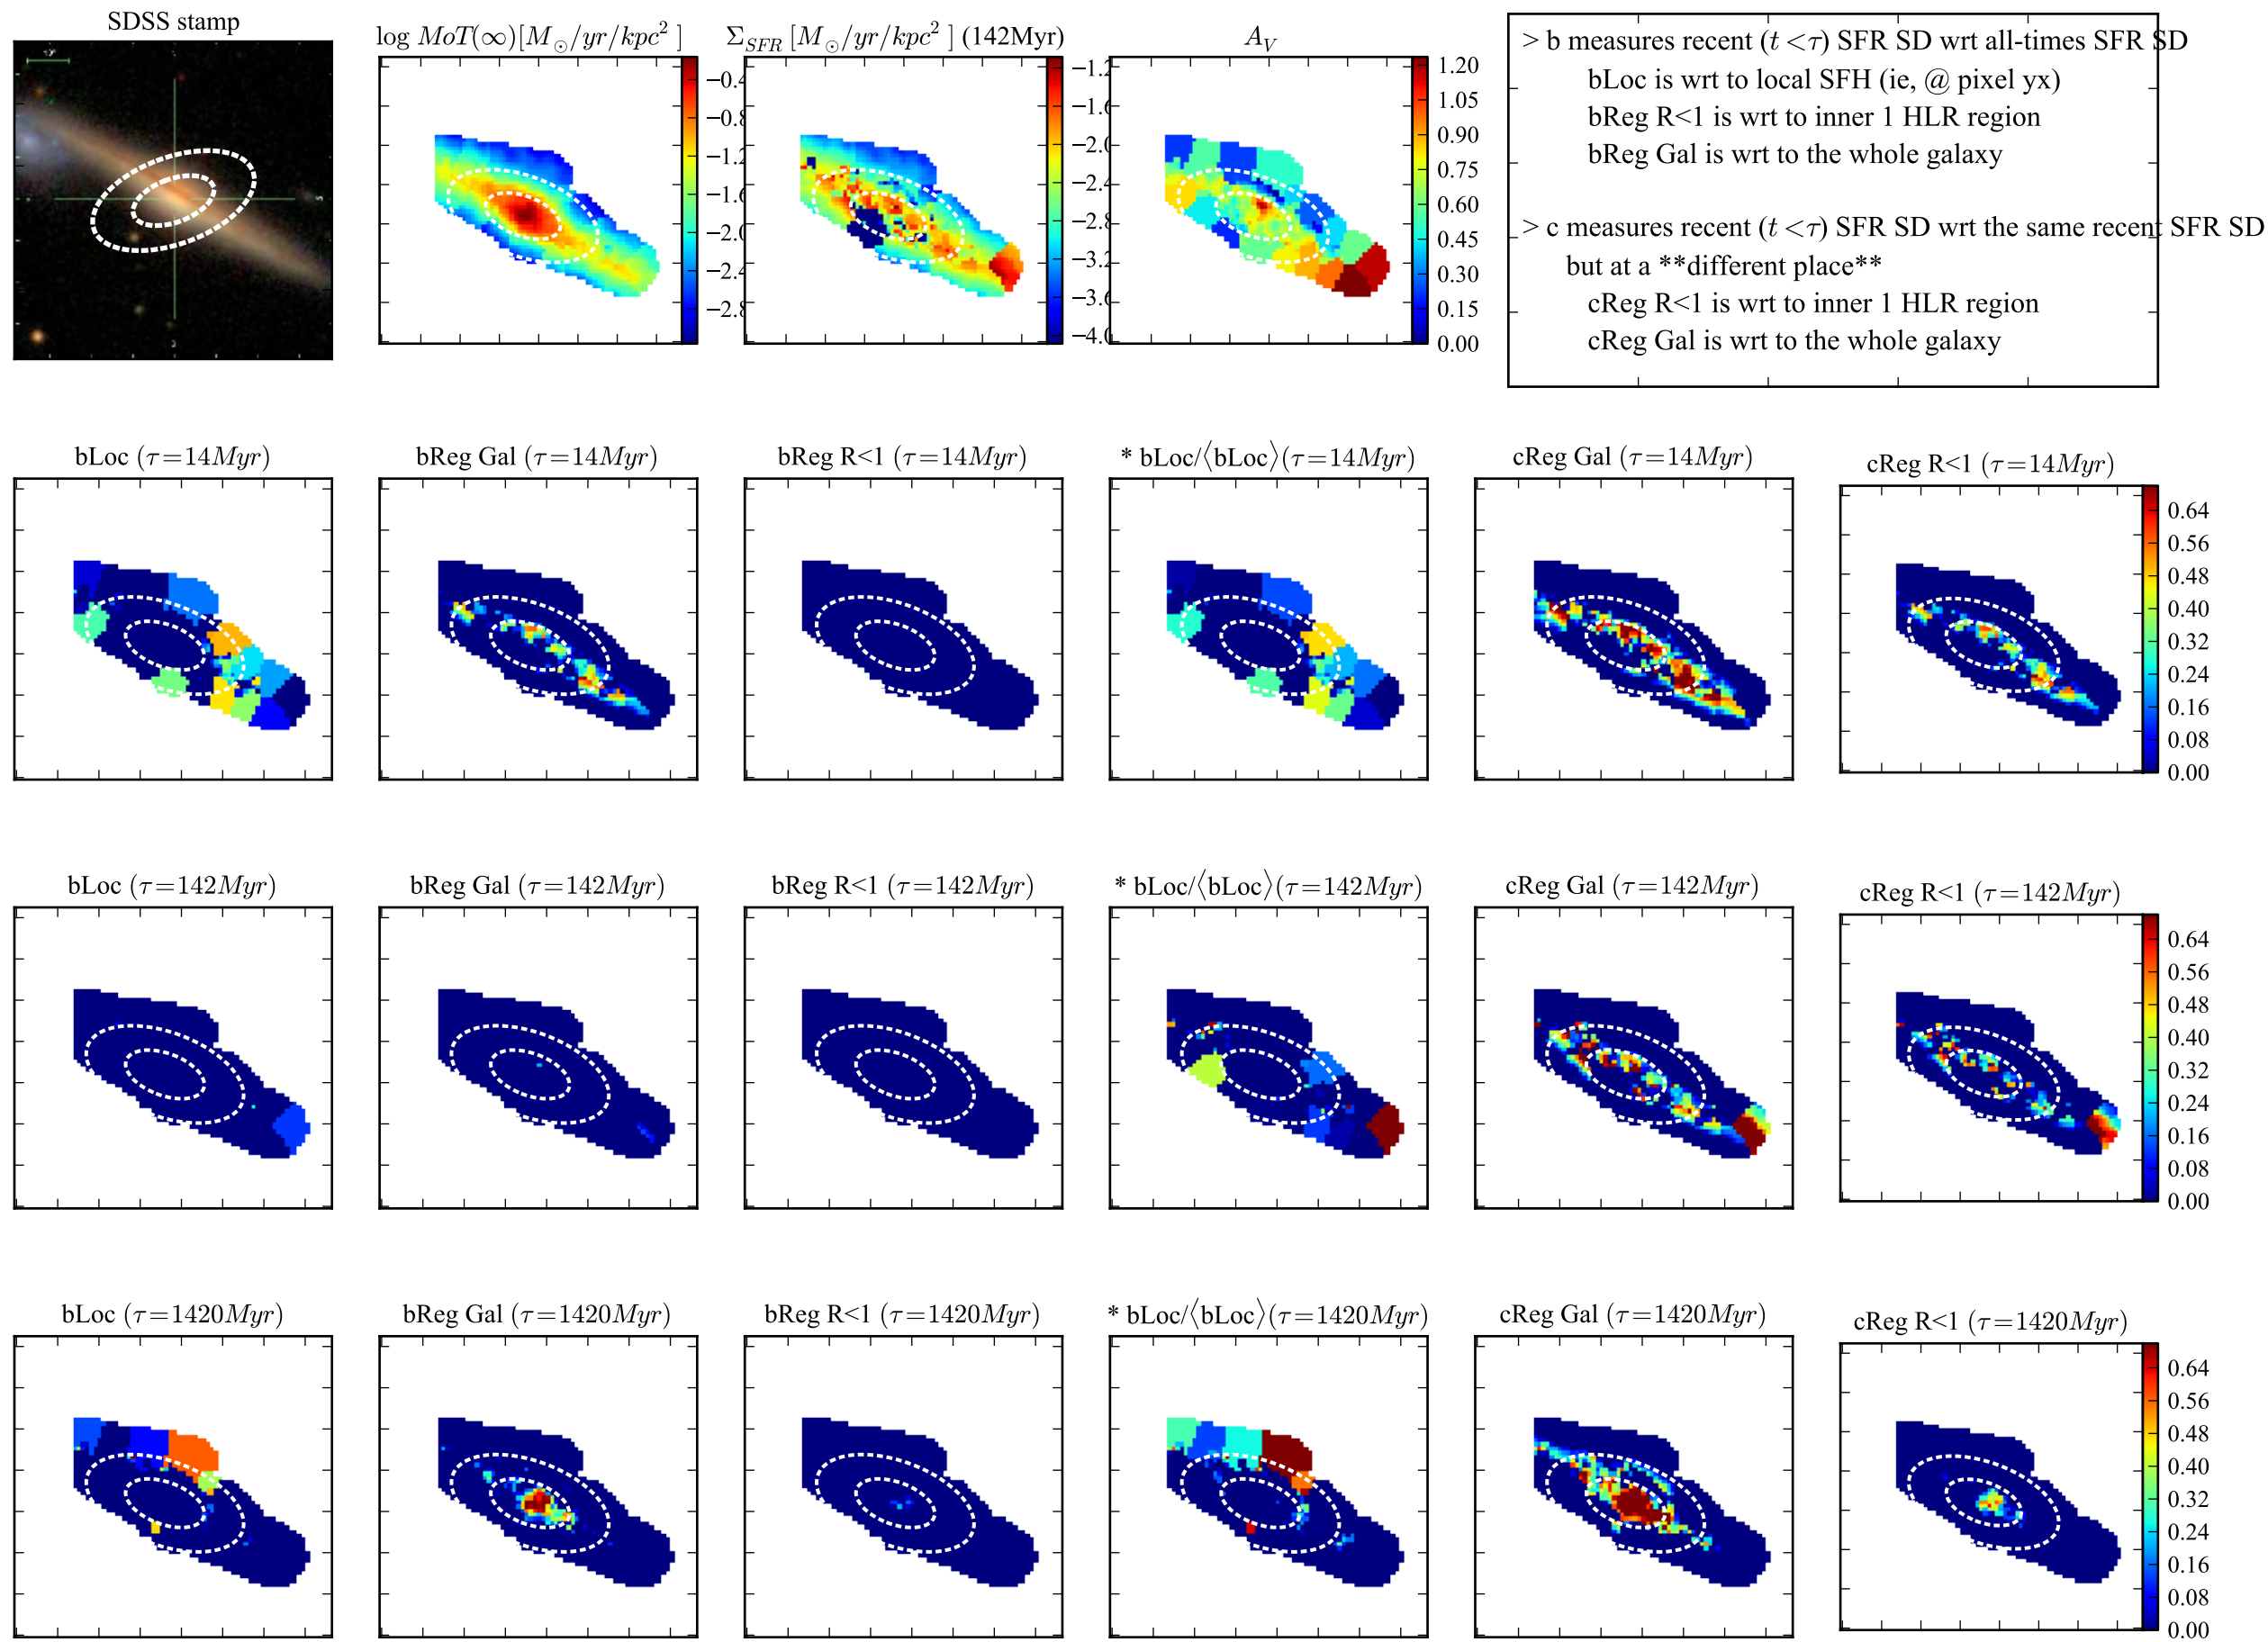 SDSS stamp
log MoT(∞)[M⊙/yr/kpc² ]
Σ_SFR [M⊙/yr/kpc² ] (142Myr)
A_V
−0.4
−0.8
−1.2
−1.6
−2.0
−2.4
−2.8
−1.2
−1.6
−2.0
−2.4
−2.8
−3.2
−3.6
−4.0
1.20
1.05
0.90
0.75
0.60
0.45
0.30
0.15
0.00
> b measures recent (t <τ) SFR SD wrt all-times SFR SD
bLoc is wrt to local SFH (ie, @ pixel yx)
bReg R<1 is wrt to inner 1 HLR region
bReg Gal is wrt to the whole galaxy
> c measures recent (t <τ) SFR SD wrt the same recent SFR SD
but at a **different place**
cReg R<1 is wrt to inner 1 HLR region
cReg Gal is wrt to the whole galaxy
bLoc (τ=14Myr)
bReg Gal (τ=14Myr)
bReg R<1 (τ=14Myr)
* bLoc/⟨bLoc⟩(τ=14Myr)
cReg Gal (τ=14Myr)
cReg R<1 (τ=14Myr)
0.64
0.56
0.48
0.40
0.32
0.24
0.16
0.08
0.00
bLoc (τ=142Myr)
bReg Gal (τ=142Myr)
bReg R<1 (τ=142Myr)
* bLoc/⟨bLoc⟩(τ=142Myr)
cReg Gal (τ=142Myr)
cReg R<1 (τ=142Myr)
0.64
0.56
0.48
0.40
0.32
0.24
0.16
0.08
0.00
bLoc (τ=1420Myr)
bReg Gal (τ=1420Myr)
bReg R<1 (τ=1420Myr)
* bLoc/⟨bLoc⟩(τ=1420Myr)
cReg Gal (τ=1420Myr)
cReg R<1 (τ=1420Myr)
0.64
0.56
0.48
0.40
0.32
0.24
0.16
0.08
0.00